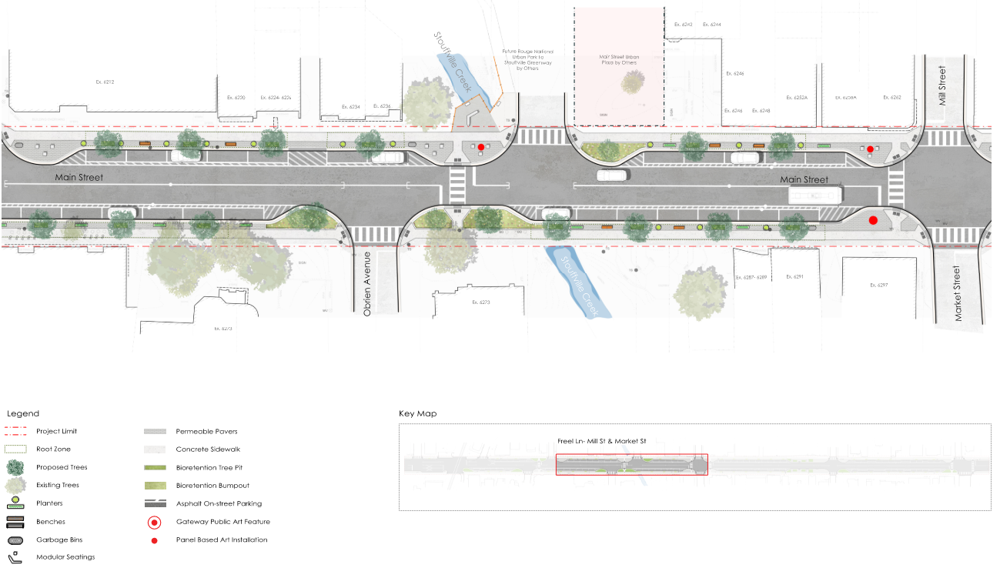 Stouffville Creek
Future Rouge National
Urban Park to
Stouffville Greenway
by Others
Main Street Urban
Plaza by Others
Ex. 6242
Ex. 6244
Ex. 6212
Ex. 6220
Ex. 6224- 6226
Ex. 6234
Ex. 6236
Ex. 6246
Ex. 6246
Ex. 6248
Ex. 6252A
Ex. 6262
Mill Street
Main Street
Main Street
Obrien Avenue
Stouffville Creek
Market Street
Ex. 6273
Ex. 6273
Ex. 6287- 6289
Ex. 6291
Ex. 6297
Legend
Project Limit
Root Zone
Proposed Trees
Existing Trees
Planters
Benches
Garbage Bins
Modular Seatings
Permeable Pavers
Concrete Sidewalk
Bioretention Tree Pit
Bioretention Bumpout
Asphalt On-street Parking
Gateway Public Art Feature
Panel Based Art Installation
Key Map
Freel Ln- Mill St & Market St